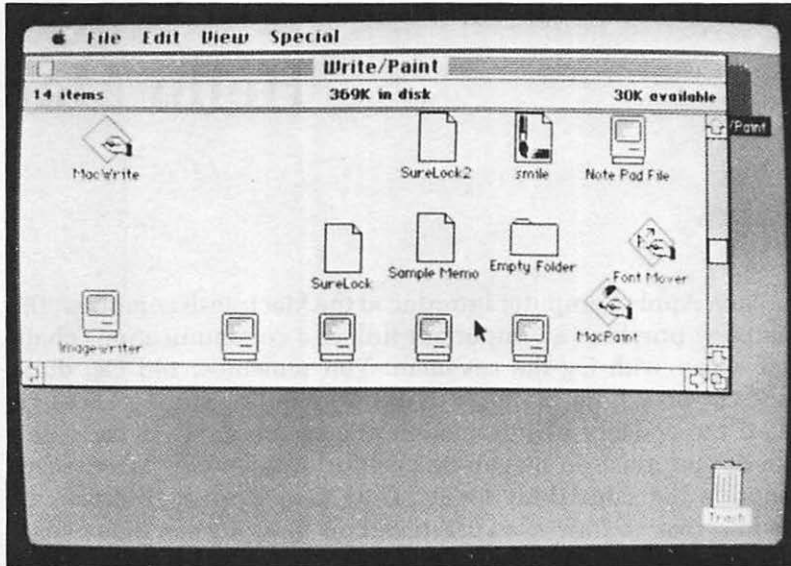 File Edit View Special
Write/Paint
14 items 369K in disk 30K available
/Paint
MacWrite SureLock2 smile Note Pad File
SureLock Sample Memo Empty Folder Font Mover
Imagewriter MacPaint
Trash